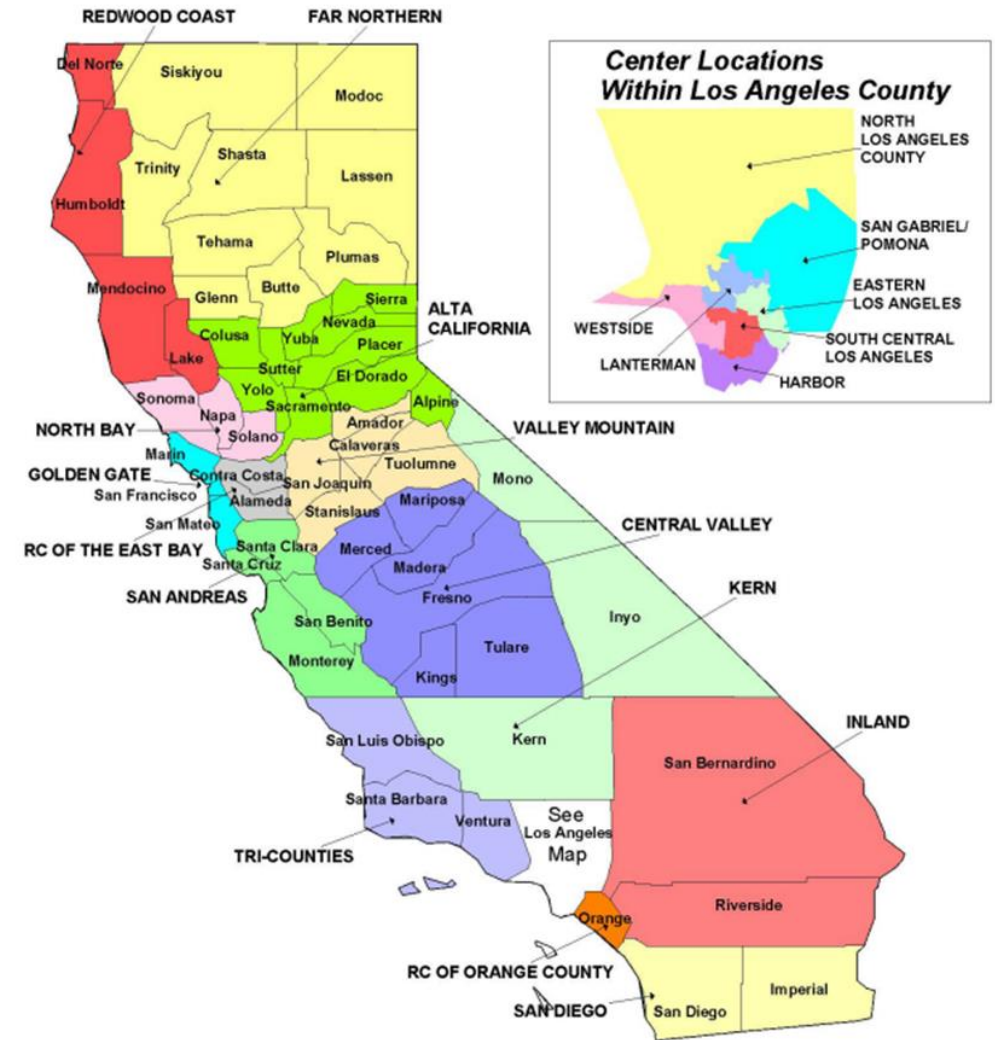 REDWOOD COAST
FAR NORTHERN
Del Norte
Siskiyou
Modoc
Trinity
Shasta
Lassen
Humboldt
Tehama
Plumas
Mendocino
Glenn
Butte
Sierra
Colusa
Yuba
Nevada
Placer
Lake
Sutter
El Dorado
ALTA
CALIFORNIA
Yolo
Sacramento
Alpine
Sonoma
Napa
Solano
Amador
Calaveras
Tuolumne
NORTH BAY
VALLEY MOUNTAIN
Marin
GOLDEN GATE
Contra Costa
San Joaquin
Mono
San Francisco
Alameda
Mariposa
Stanislaus
San Mateo
CENTRAL VALLEY
RC OF THE EAST BAY
Santa Clara
Merced
Santa Cruz
Madera
SAN ANDREAS
Fresno
KERN
San Benito
Inyo
Tulare
Monterey
Kings
San Luis Obispo
Kern
INLAND
San Bernardino
Santa Barbara
Ventura
See
Los Angeles
Map
TRI-COUNTIES
Orange
Riverside
RC OF ORANGE COUNTY
SAN DIEGO
San Diego
Imperial
Center Locations
Within Los Angeles County
NORTH
LOS ANGELES
COUNTY
SAN GABRIEL/
POMONA
EASTERN
LOS ANGELES
WESTSIDE
SOUTH CENTRAL
LOS ANGELES
LANTERMAN
HARBOR